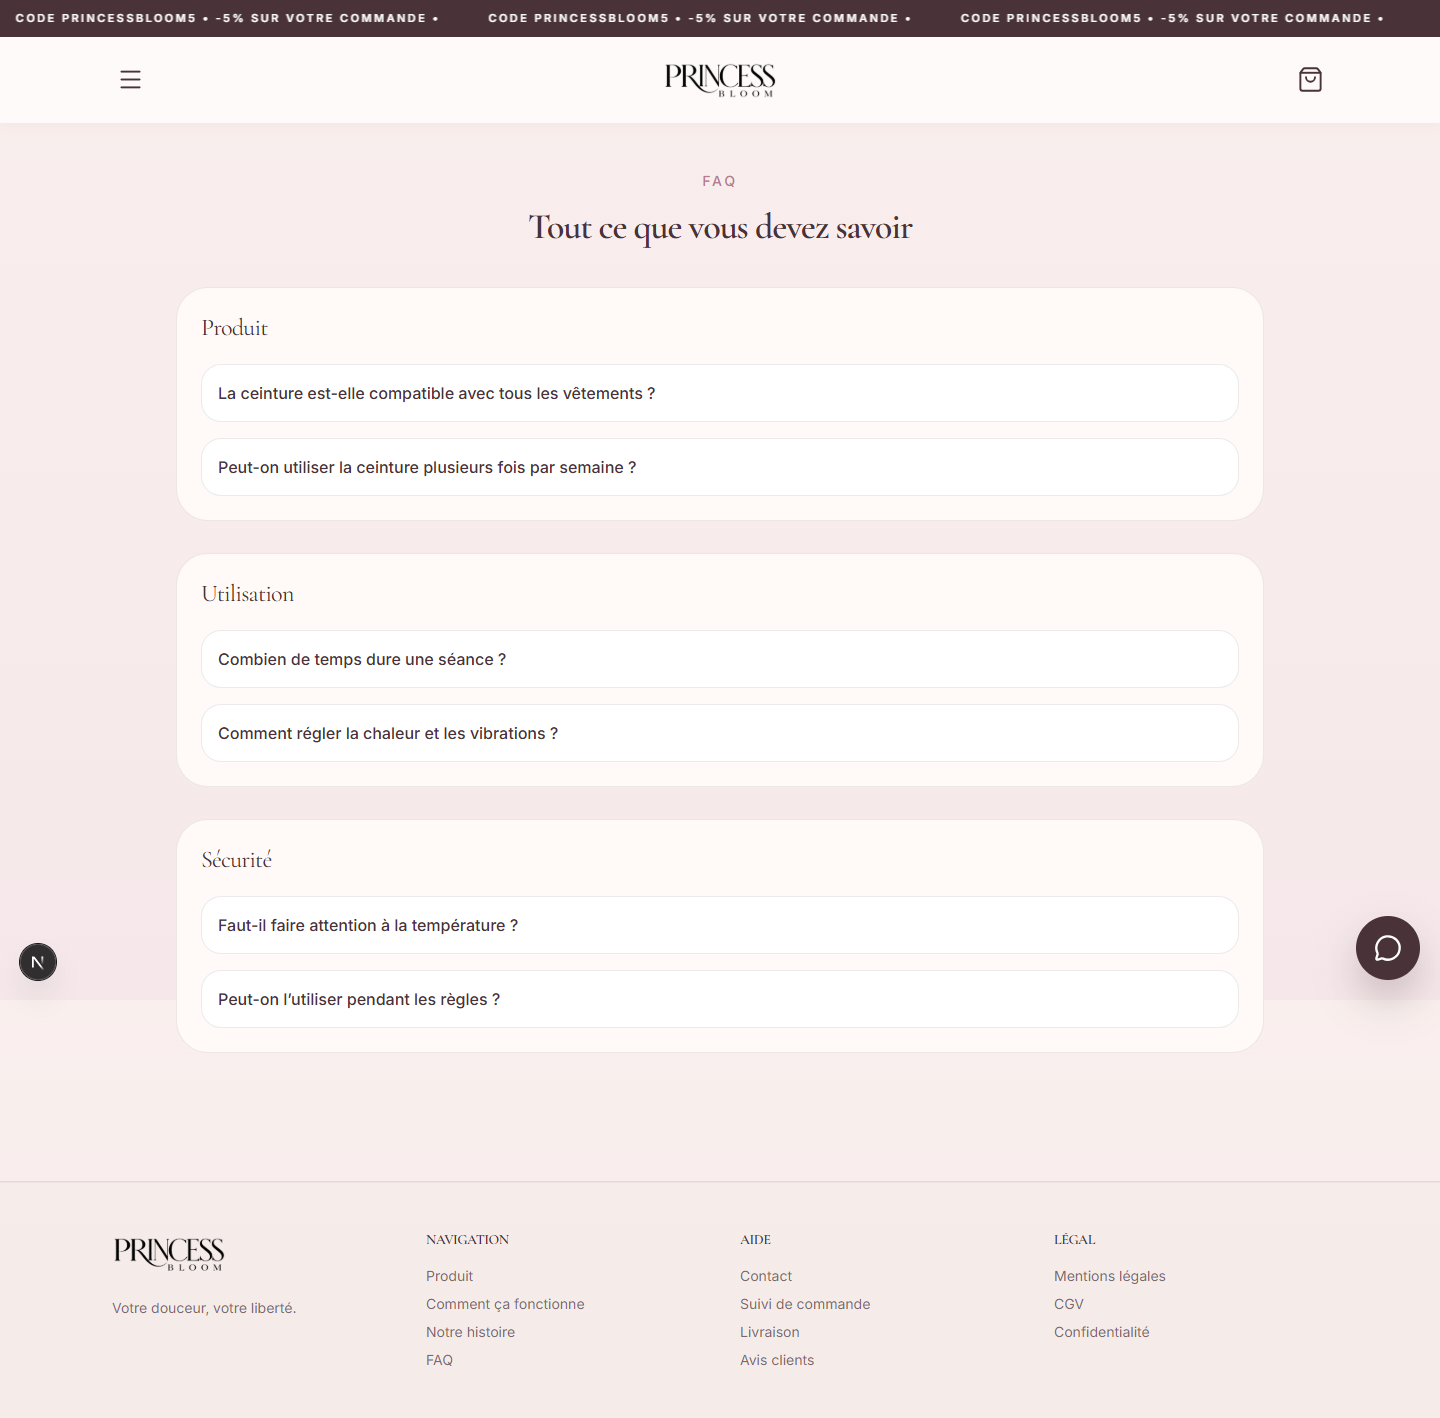 CODE PRINCESSBLOOM5 • -5% SUR VOTRE COMMANDE • CODE PRINCESSBLOOM5 • -5% SUR VOTRE COMMANDE • CODE PRINCESSBLOOM5 • -5% SUR VOTRE COMMANDE •
PRINCESS
BLOOM
FAQ
Tout ce que vous devez savoir
Produit
La ceinture est-elle compatible avec tous les vêtements ?
Peut-on utiliser la ceinture plusieurs fois par semaine ?
Utilisation
Combien de temps dure une séance ?
Comment régler la chaleur et les vibrations ?
Sécurité
Faut-il faire attention à la température ?
N
Peut-on l’utiliser pendant les règles ?
PRINCESS
BLOOM
Votre douceur, votre liberté.
NAVIGATION
Produit
Comment ça fonctionne
Notre histoire
FAQ
AIDE
Contact
Suivi de commande
Livraison
Avis clients
LÉGAL
Mentions légales
CGV
Confidentialité